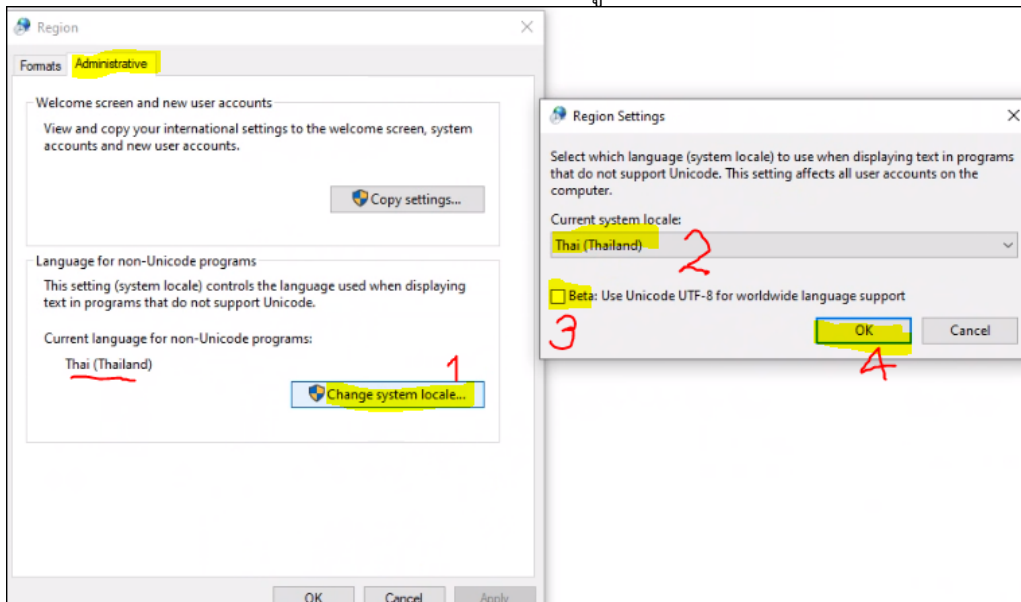 Region
Formats Administrative
Welcome screen and new user accounts
View and copy your international settings to the welcome screen, system
accounts and new user accounts.
Copy settings...
Language for non-Unicode programs
This setting (system locale) controls the language used when displaying
text in programs that do not support Unicode.
Current language for non-Unicode programs:
Thai (Thailand)
1
Change system locale...
OK Cancel Apply
Region Settings
Select which language (system locale) to use when displaying text in programs
that do not support Unicode. This setting affects all user accounts on the
computer.
Current system locale:
Thai (Thailand)
2
Beta: Use Unicode UTF-8 for worldwide language support
3
OK Cancel
4